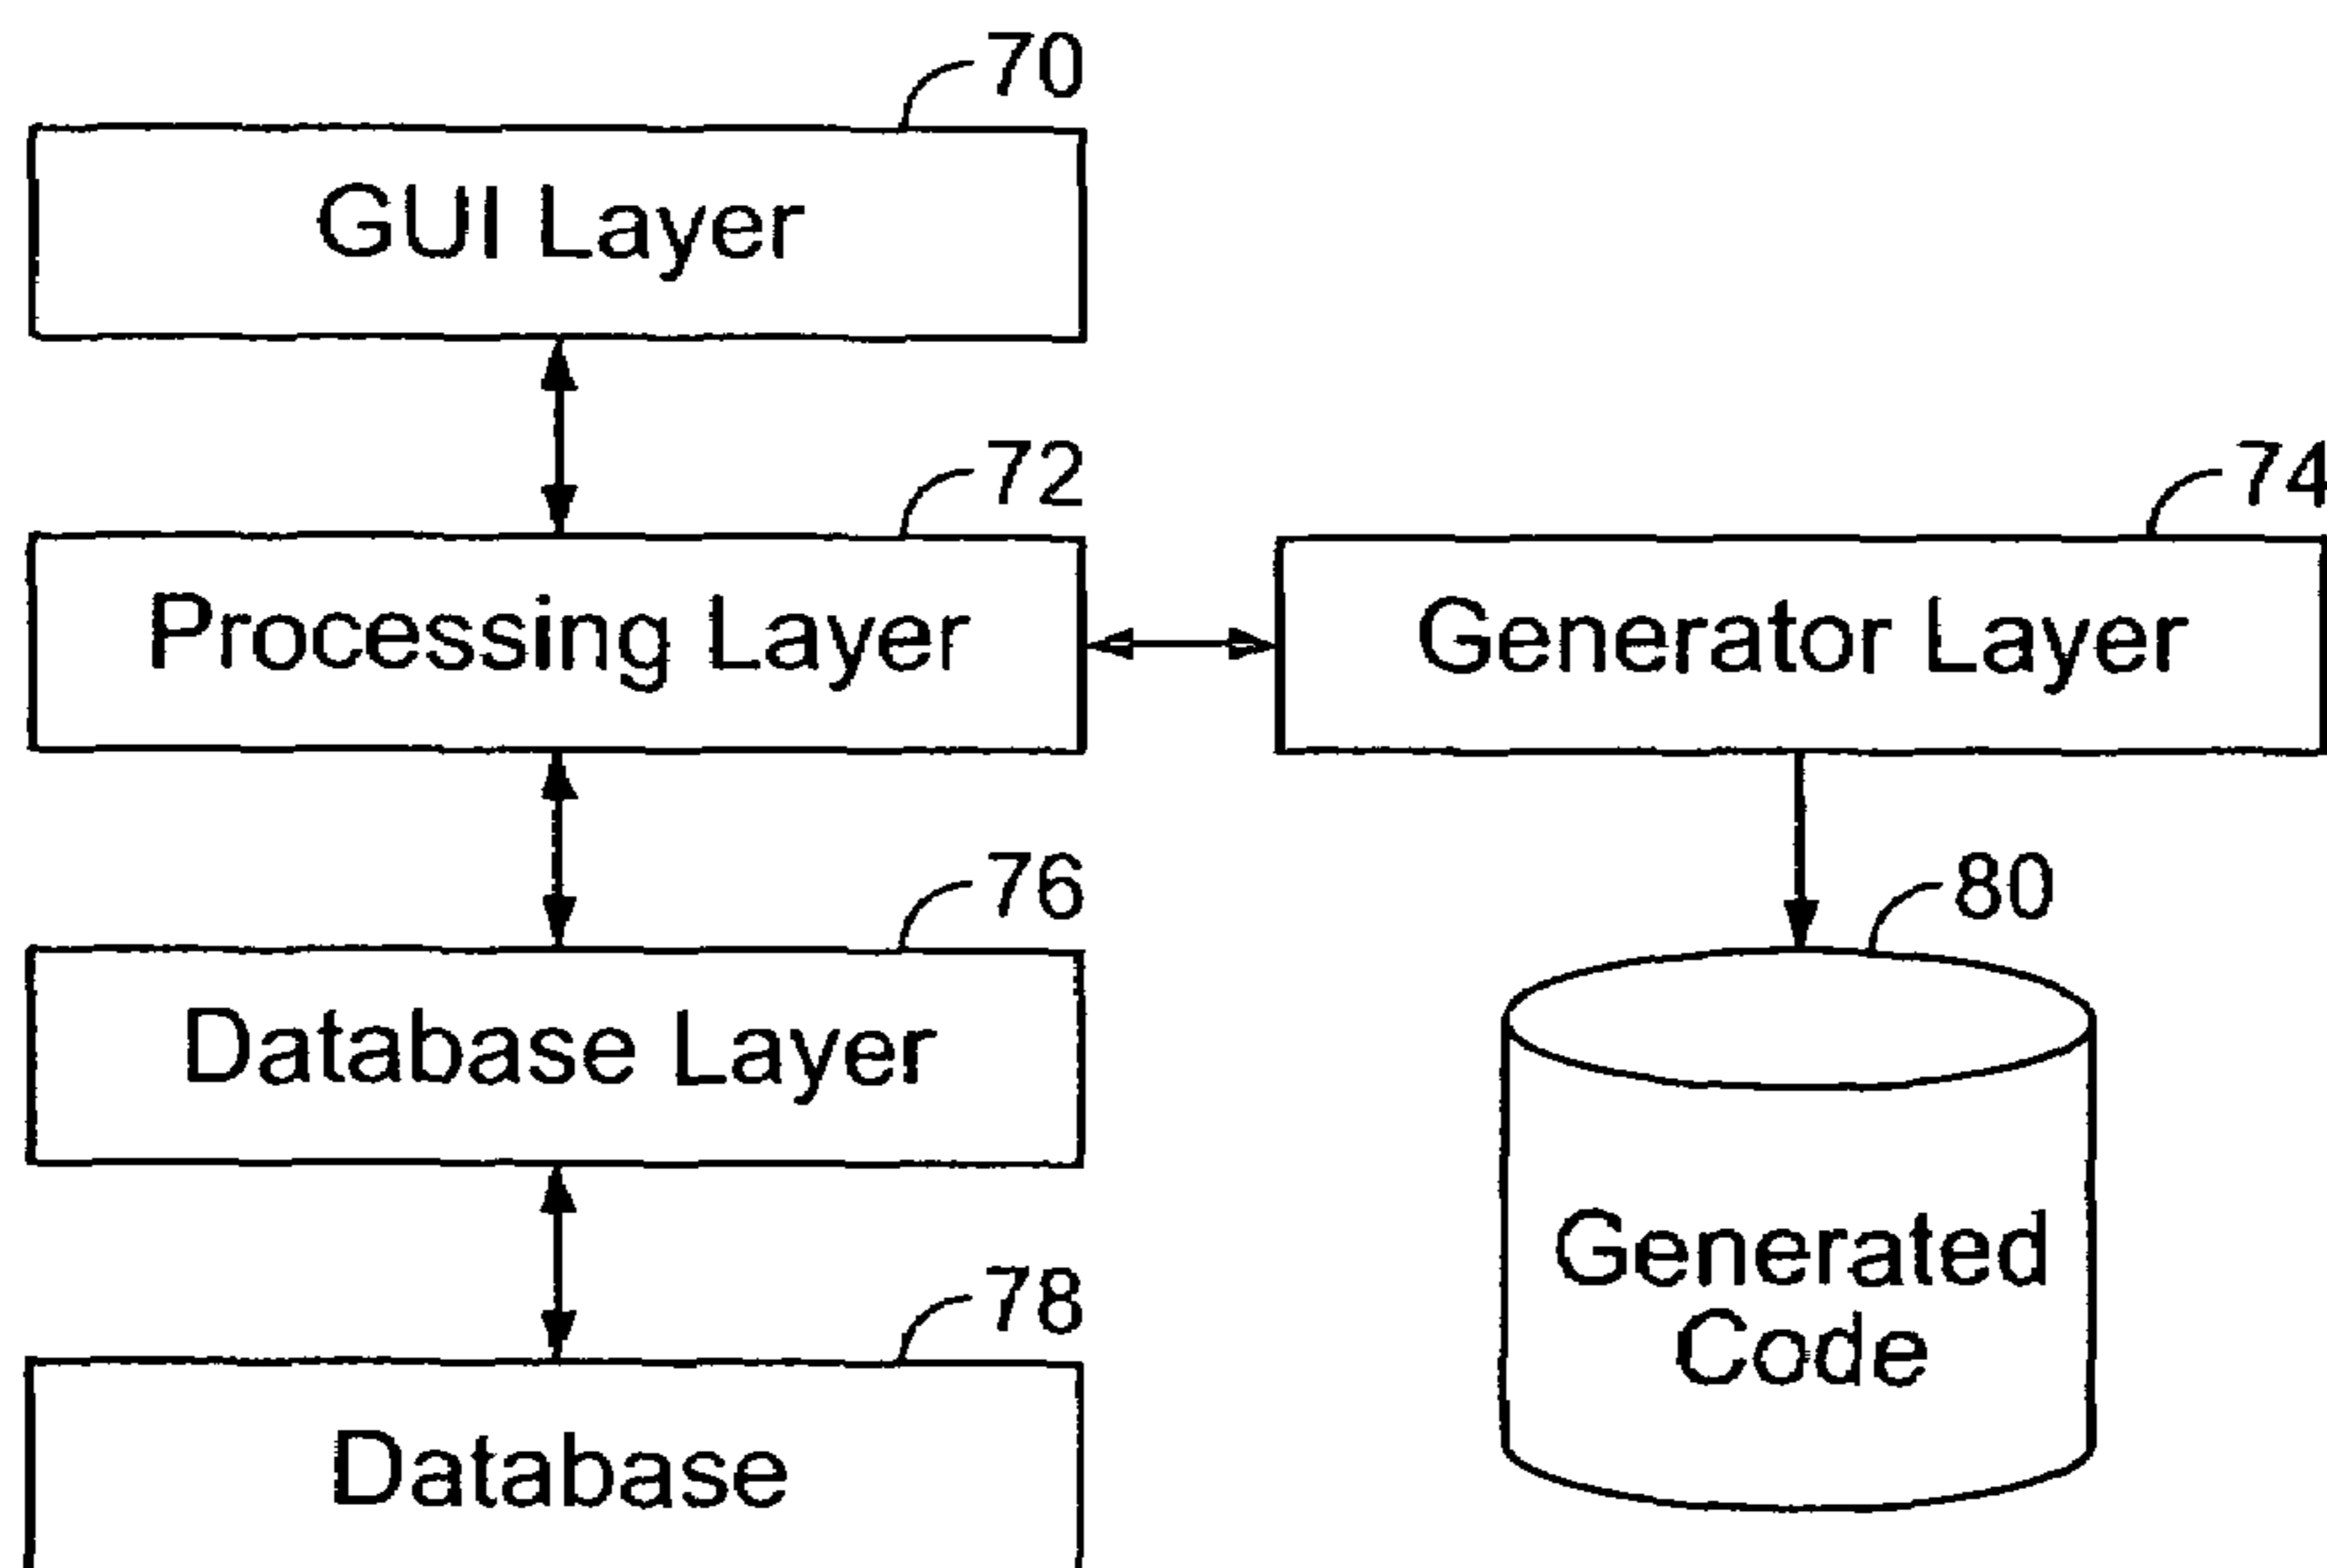 70
GUI Layer
72
74
Processing Layer
Generator Layer
76
80
Database Layer
Generated
Code
78
Database